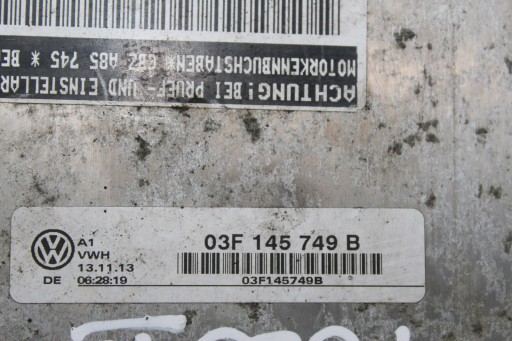 ACHTUNG! BEI PRUEF- UND EINSTELLAR
MOTORKENNBUCHSTABEN* CBZ A85 745 * BE
03F 145 749 B
A1
VWH
13.11.13
DE 06:28:19
03F145749B